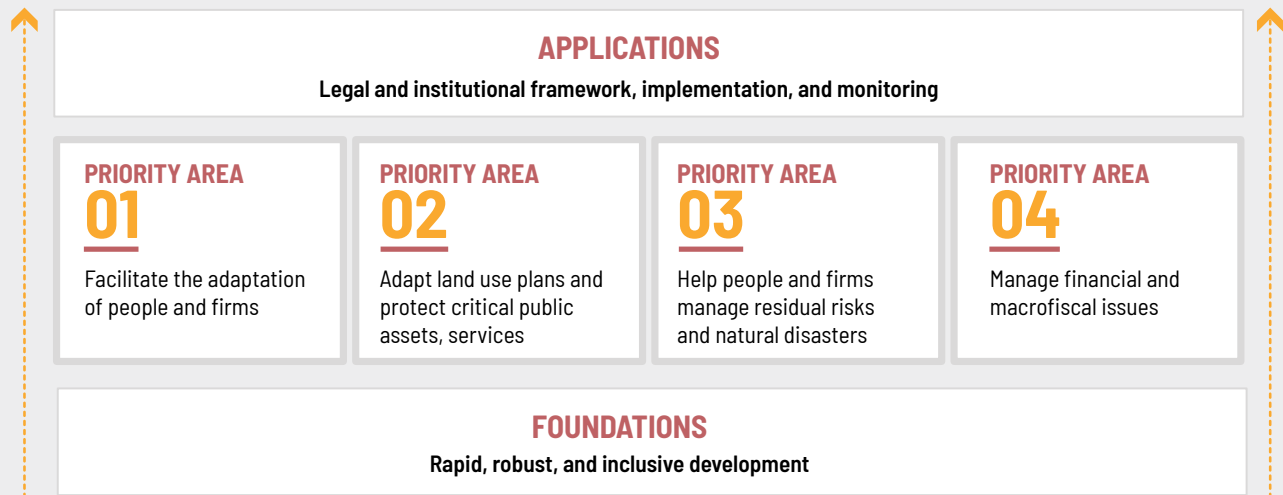 APPLICATIONS
Legal and institutional framework, implementation, and monitoring
PRIORITY AREA
01
Facilitate the adaptation
of people and firms
PRIORITY AREA
02
Adapt land use plans and
protect critical public
assets, services
PRIORITY AREA
03
Help people and firms
manage residual risks
and natural disasters
PRIORITY AREA
04
Manage financial and
macrofiscal issues
FOUNDATIONS
Rapid, robust, and inclusive development